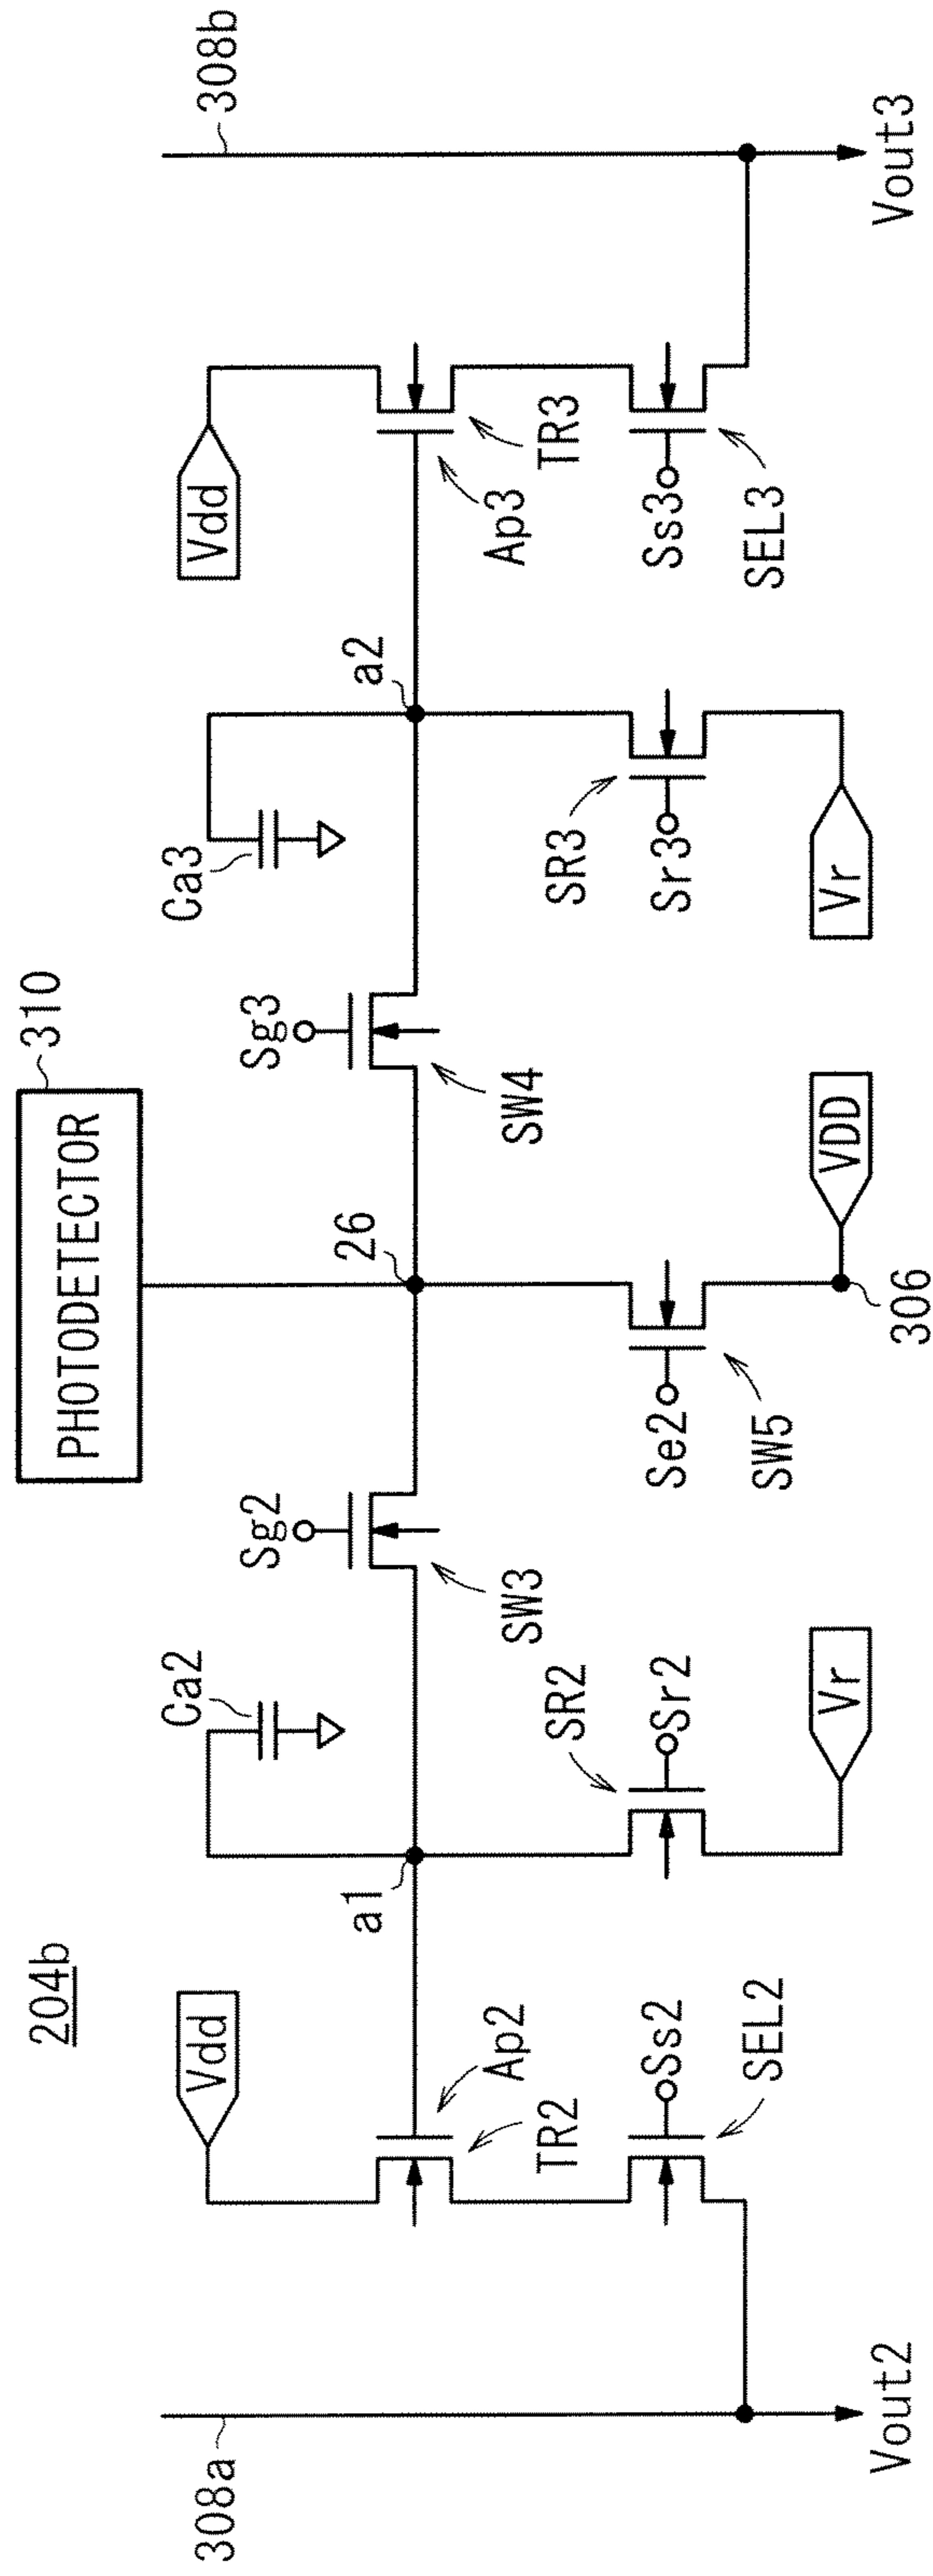 204b
PHOTODETECTOR
310
308a
308b
Vdd
Vdd
Ca2
Ca3
Sg2
Sg3
a1
26
a2
Ap2
TR2
SW3
SW4
Ap3
TR3
SR2
SR3
Ss2
Sr2
Se2
Sr3
Ss3
SEL2
SW5
SEL3
Vr
VDD
Vr
306
Vout2
Vout3